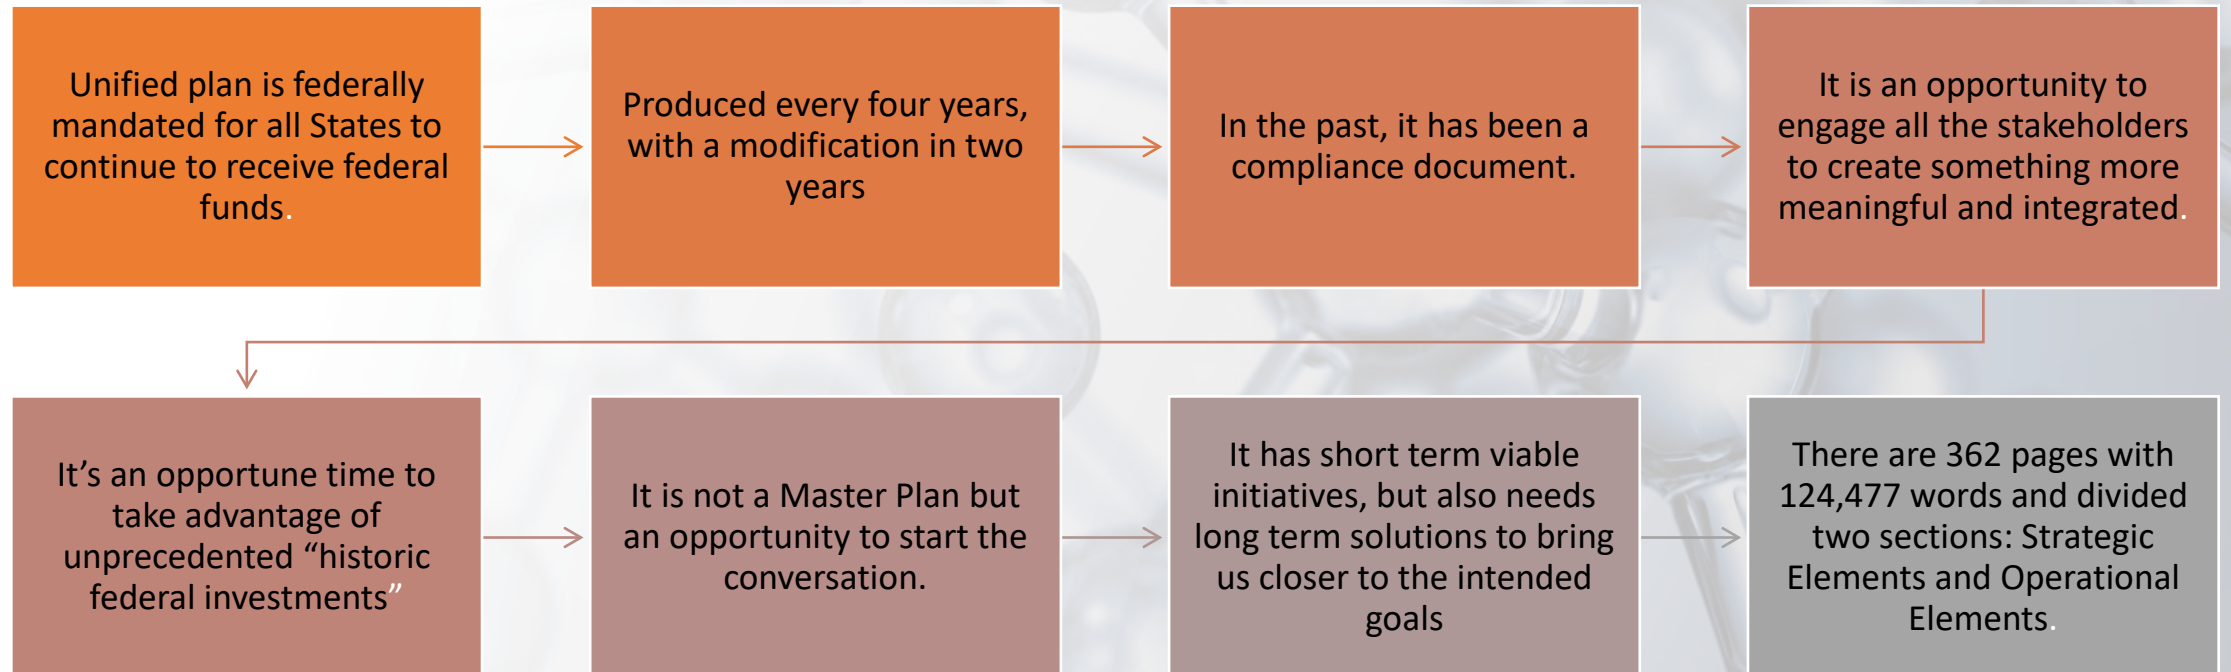 Unified plan is federally
mandated for all States to
continue to receive federal
funds.
Produced every four years,
with a modification in two
years
In the past, it has been a
compliance document.
It is an opportunity to
engage all the stakeholders
to create something more
meaningful and integrated.
It’s an opportune time to
take advantage of
unprecedented “historic
federal investments”
It is not a Master Plan but
an opportunity to start the
conversation.
It has short term viable
initiatives, but also needs
long term solutions to bring
us closer to the intended
goals
There are 362 pages with
124,477 words and divided
two sections: Strategic
Elements and Operational
Elements.